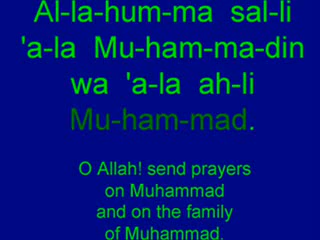 Al-la-hum-ma sal-li
'a-la Mu-ham-ma-din
wa 'a-la ah-li
Mu-ham-mad.
O Allah! send prayers
on Muhammad
and on the family
of Muhammad.